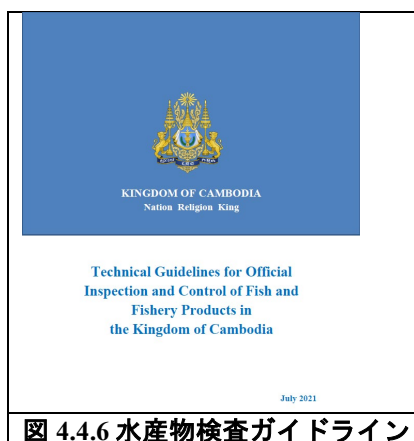 KINGDOM OF CAMBODIA
Nation Religion King
Technical Guidelines for Official
Inspection and Control of Fish and
Fishery Products in
the Kingdom of Cambodia
July 2021
図 4.4.6 水産物検査ガイドライン